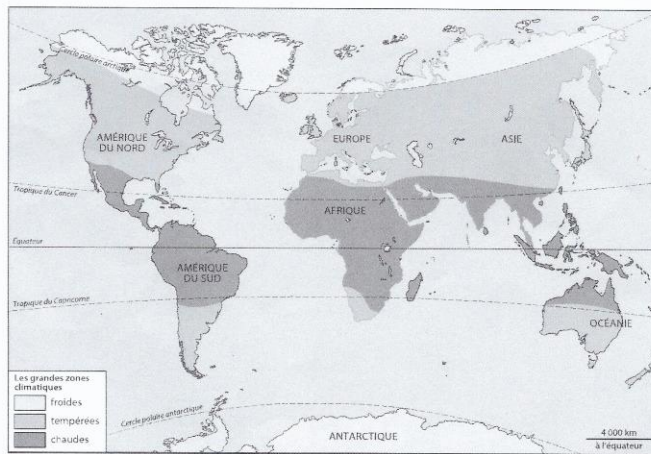 Cercle polaire arctique
AMÉRIQUE
DU NORD
EUROPE
ASIE
Tropique du Cancer
AFRIQUE
Équateur
AMÉRIQUE
DU SUD
Tropique du Capricorne
OCÉANIE
Les grandes zones
climatiques
froides
tempérées
chaudes
Cercle polaire antarctique
ANTARCTIQUE
4 000 km
à l'équateur